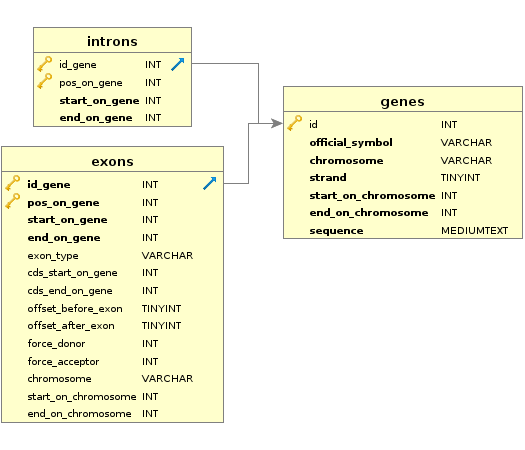 introns
id_gene INT
pos_on_gene INT
start_on_gene INT
end_on_gene INT
genes
id INT
official_symbol VARCHAR
chromosome VARCHAR
strand TINYINT
start_on_chromosome INT
end_on_chromosome INT
sequence MEDIUMTEXT
exons
id_gene INT
pos_on_gene INT
start_on_gene INT
end_on_gene INT
exon_type VARCHAR
cds_start_on_gene INT
cds_end_on_gene INT
offset_before_exon TINYINT
offset_after_exon TINYINT
force_donor INT
force_acceptor INT
chromosome VARCHAR
start_on_chromosome INT
end_on_chromosome INT